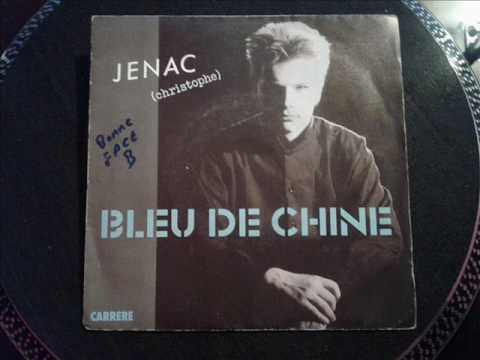 JENAC
(christophe)
Bonne
FACE
B
BLEU DE CHINE
CARRERE